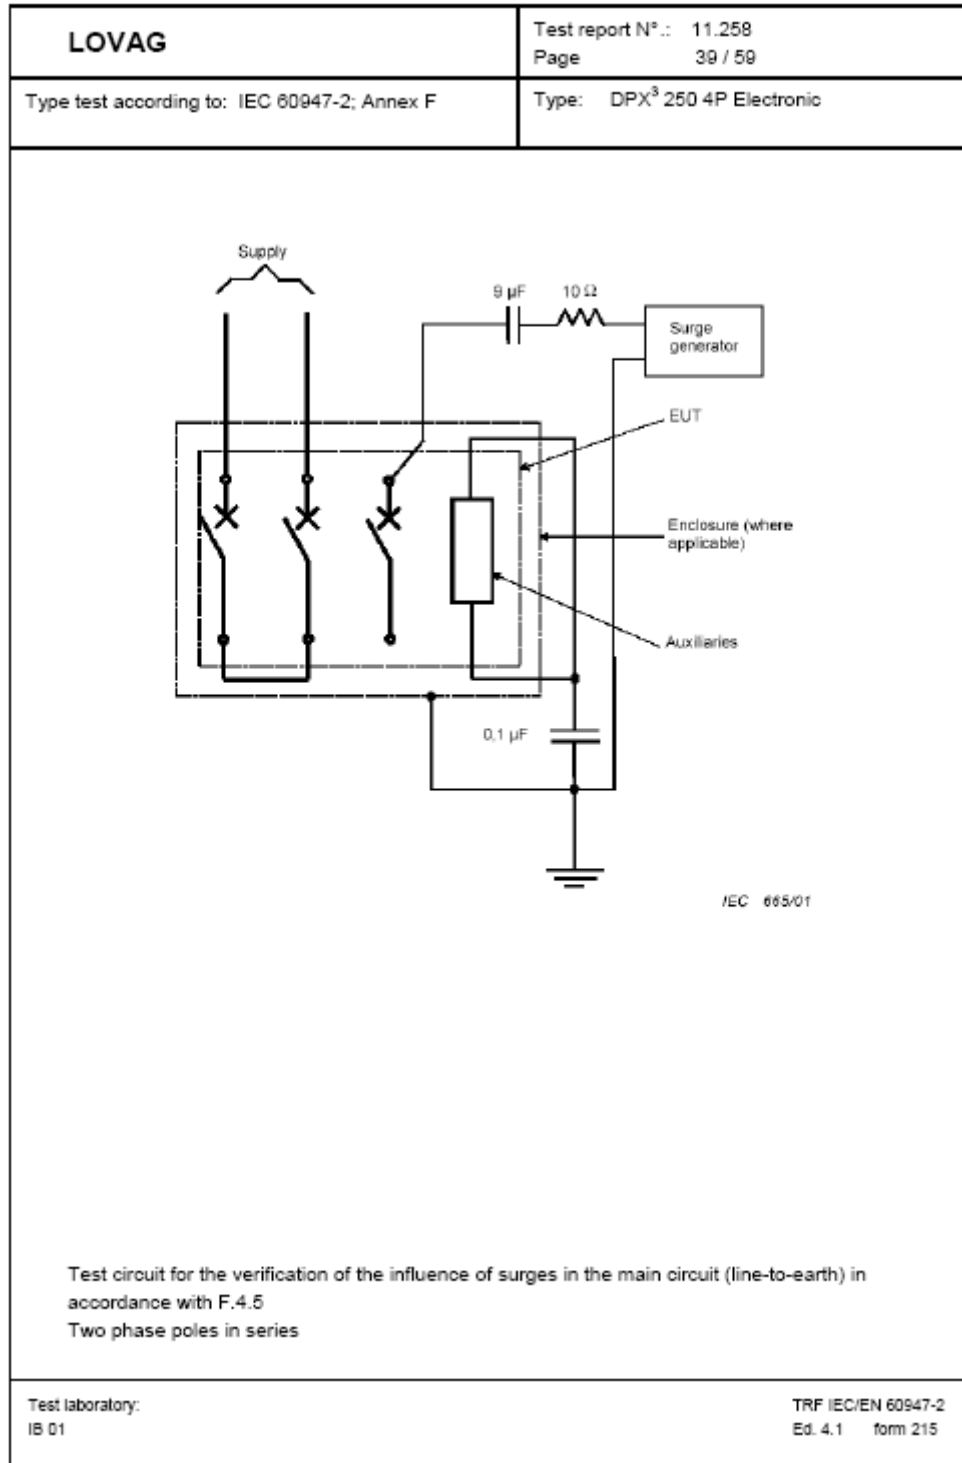 LOVAG
Test report N°.: 11.258
Page 39 / 59
Type test according to: IEC 60947-2; Annex F
Type: DPX³ 250 4P Electronic
Supply
9 µF
10 Ω
Surge
generator
EUT
Enclosure (where
applicable)
Auxiliaries
0,1 µF
IEC 665/01
Test circuit for the verification of the influence of surges in the main circuit (line-to-earth) in
accordance with F.4.5
Two phase poles in series
Test laboratory:
IB 01
TRF IEC/EN 60947-2
Ed. 4.1 form 215